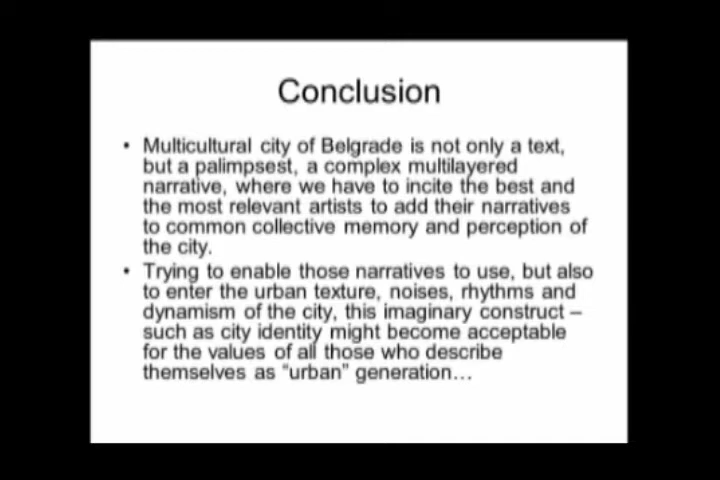 Conclusion
• Multicultural city of Belgrade is not only a text,
but a palimpsest, a complex multilayered
narrative, where we have to incite the best and
the most relevant artists to add their narratives
to common collective memory and perception of
the city.
• Trying to enable those narratives to use, but also
to enter the urban texture, noises, rhythms and
dynamism of the city, this imaginary construct –
such as city identity might become acceptable
for the values of all those who describe
themselves as "urban" generation…